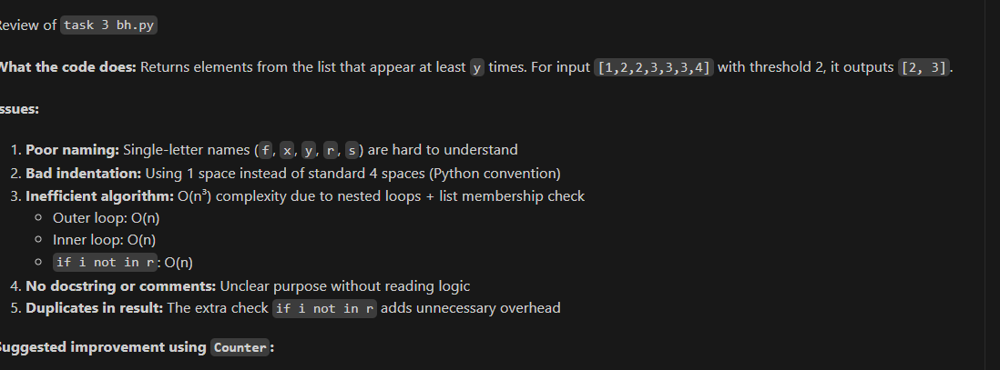 Review of task 3 bh.py
What the code does: Returns elements from the list that appear at least y times. For input [1,2,2,3,3,3,4] with threshold 2, it outputs [2, 3].
Issues:
1. Poor naming: Single-letter names (f, x, y, r, s) are hard to understand
2. Bad indentation: Using 1 space instead of standard 4 spaces (Python convention)
3. Inefficient algorithm: O(n³) complexity due to nested loops + list membership check
○ Outer loop: O(n)
○ Inner loop: O(n)
○ if i not in r: O(n)
4. No docstring or comments: Unclear purpose without reading logic
5. Duplicates in result: The extra check if i not in r adds unnecessary overhead
Suggested improvement using Counter: